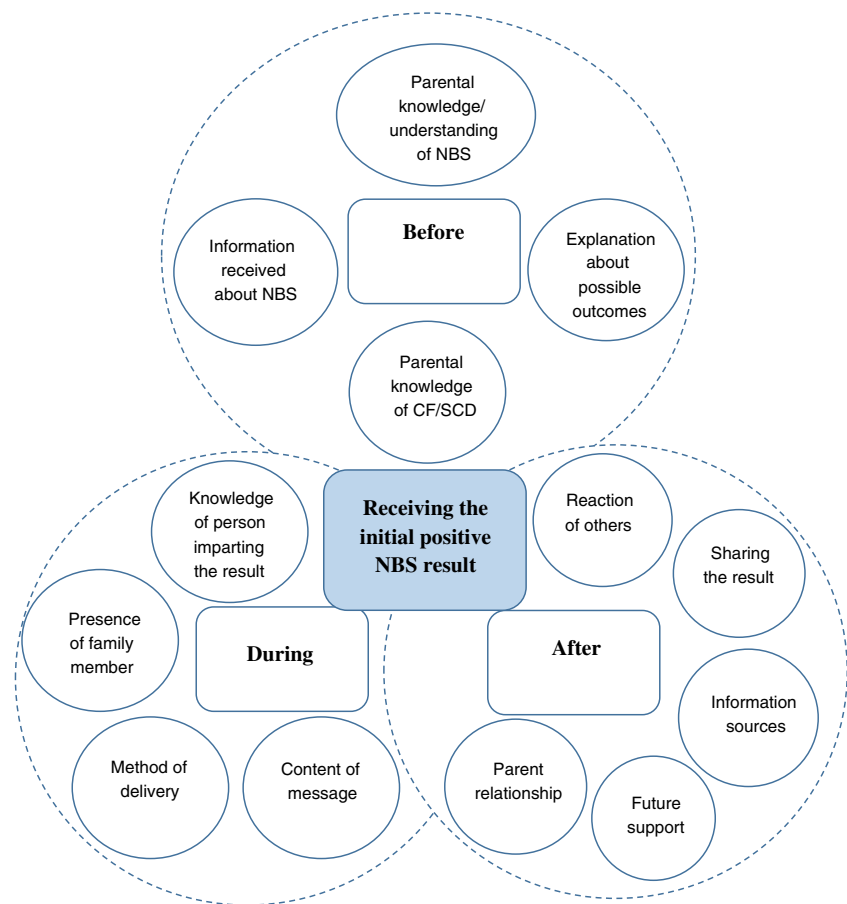 Parental
knowledge/
understanding
of NBS
Before
Information
received
about NBS
Explanation
about
possible
outcomes
Parental
knowledge
of CF/SCD
Receiving the
initial positive
NBS result
Knowledge
of person
imparting
the result
Presence
of family
member
During
Method of
delivery
Content of
message
Reaction
of others
Sharing
the result
After
Information
sources
Parent
relationship
Future
support